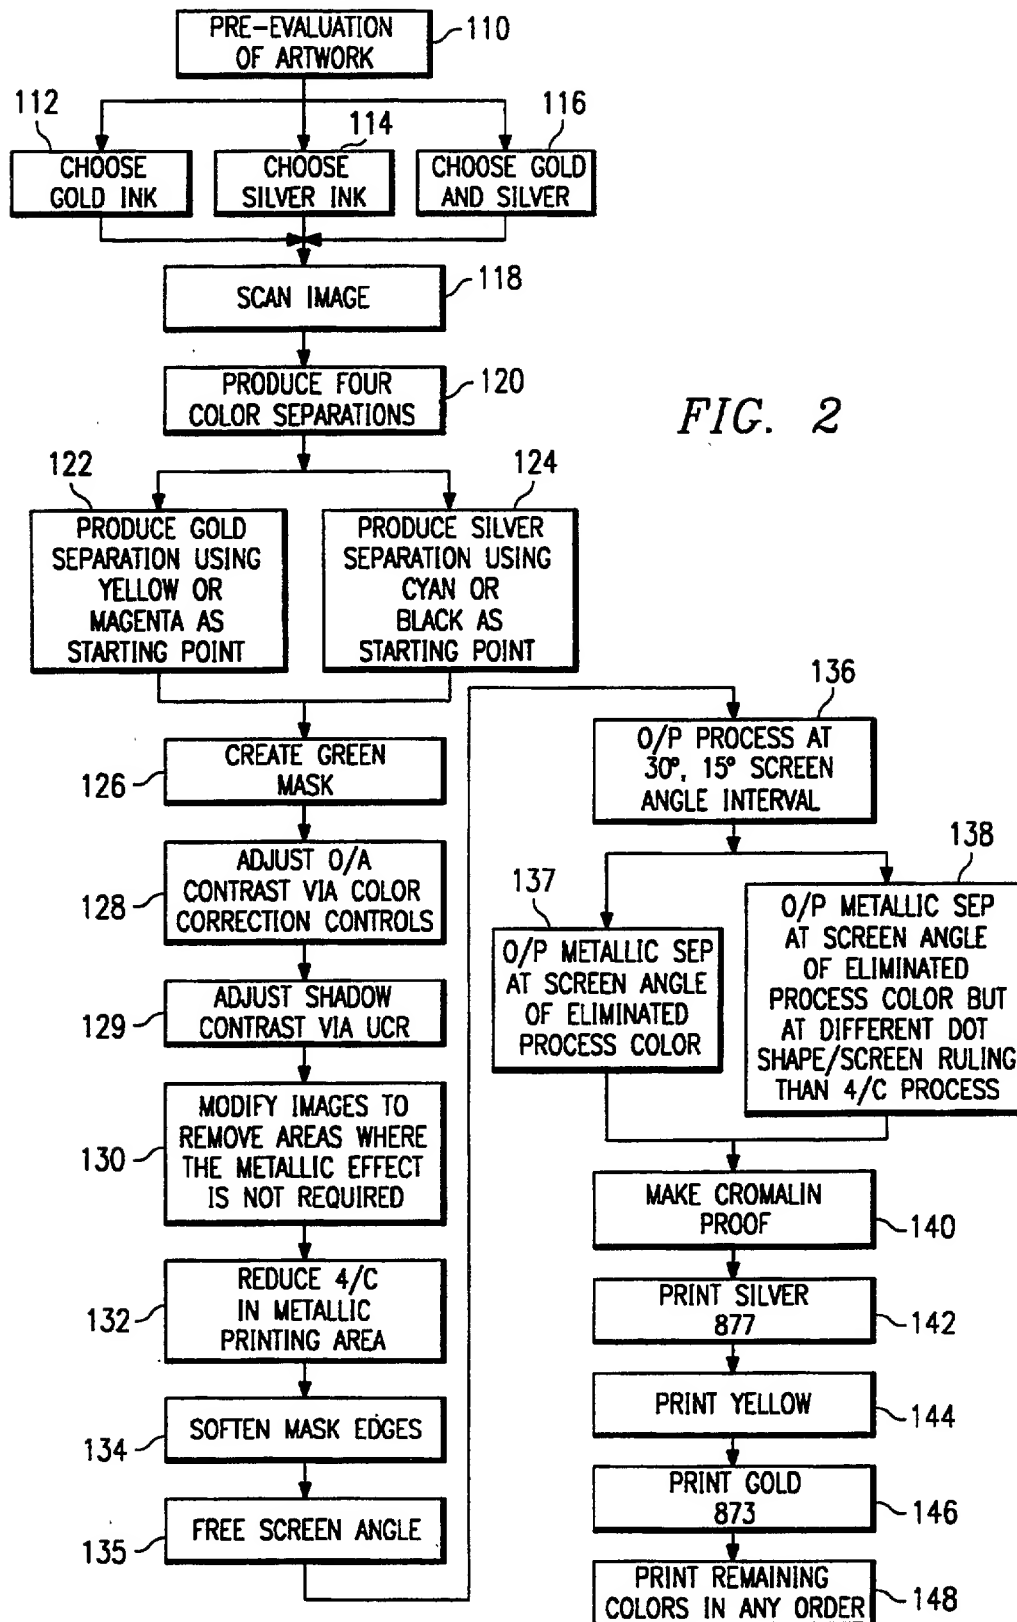 PRE-EVALUATION
OF ARTWORK
110
112
114
116
CHOOSE
GOLD INK
CHOOSE
SILVER INK
CHOOSE GOLD
AND SILVER
SCAN IMAGE
118
PRODUCE FOUR
COLOR SEPARATIONS
120
FIG. 2
122
124
PRODUCE GOLD
SEPARATION USING
YELLOW OR
MAGENTA AS
STARTING POINT
PRODUCE SILVER
SEPARATION USING
CYAN OR
BLACK AS
STARTING POINT
CREATE GREEN
MASK
126
ADJUST O/A
CONTRAST VIA COLOR
CORRECTION CONTROLS
128
ADJUST SHADOW
CONTRAST VIA UCR
129
MODIFY IMAGES TO
REMOVE AREAS WHERE
THE METALLIC EFFECT
IS NOT REQUIRED
130
REDUCE 4/C
IN METALLIC
PRINTING AREA
132
SOFTEN MASK EDGES
134
FREE SCREEN ANGLE
135
136
O/P PROCESS AT
30°, 15° SCREEN
ANGLE INTERVAL
137
O/P METALLIC SEP
AT SCREEN ANGLE
OF ELIMINATED
PROCESS COLOR
138
O/P METALLIC SEP
AT SCREEN ANGLE
OF ELIMINATED
PROCESS COLOR BUT
AT DIFFERENT DOT
SHAPE/SCREEN RULING
THAN 4/C PROCESS
MAKE CROMALIN
PROOF
140
PRINT SILVER
877
142
PRINT YELLOW
144
PRINT GOLD
873
146
PRINT REMAINING
COLORS IN ANY ORDER
148